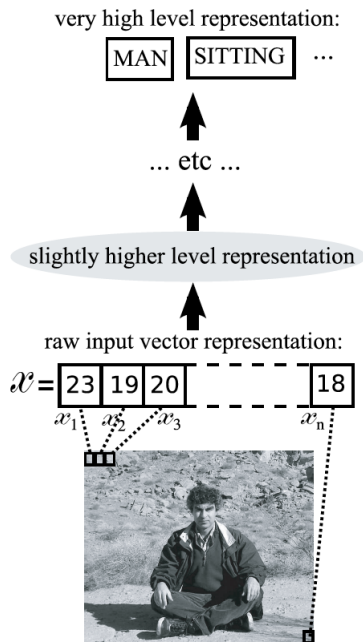 very high level representation:
MAN SITTING ...
... etc ...
slightly higher level representation
raw input vector representation:
x = 23 19 20 18
x1 x2 x3 xn